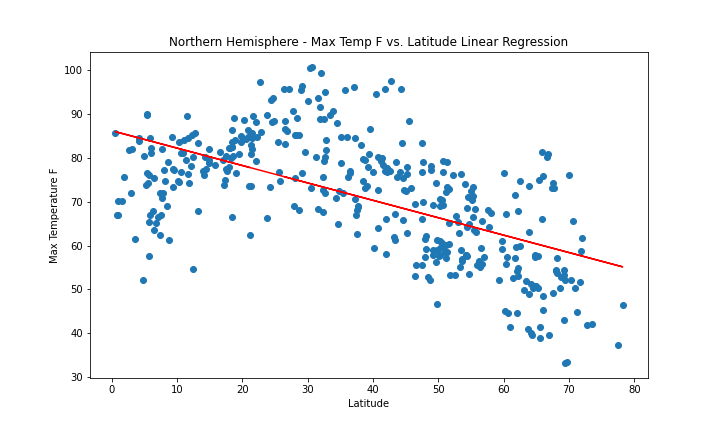 Northern Hemisphere - Max Temp F vs. Latitude Linear Regression
100
90
80
70
60
50
40
30
Max Temperature F
0 10 20 30 40 50 60 70 80
Latitude